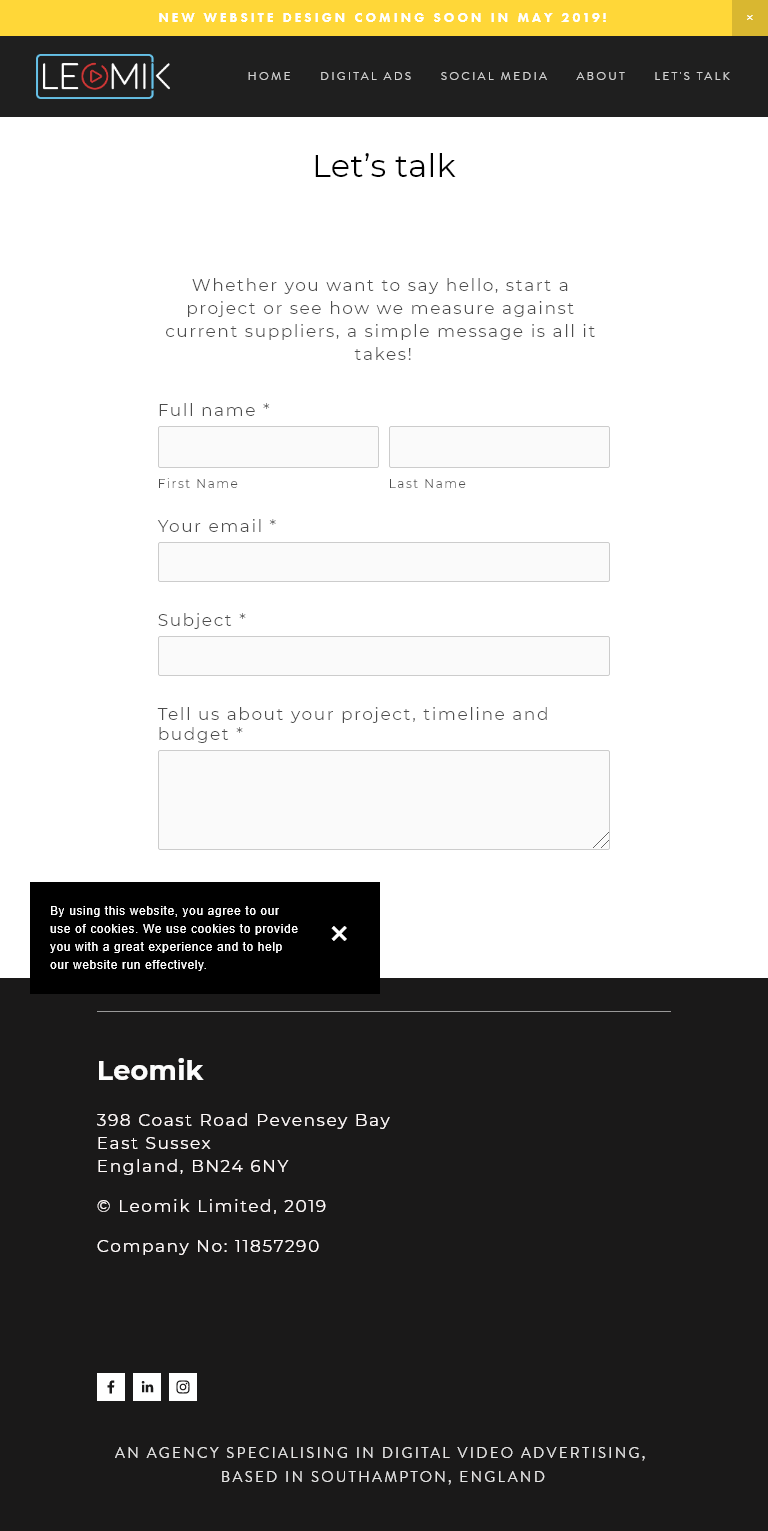 NEW WEBSITE DESIGN COMING SOON IN MAY 2019!
×
LEOMIK
HOME DIGITAL ADS SOCIAL MEDIA ABOUT LET'S TALK
Let’s talk
Whether you want to say hello, start a
project or see how we measure against
current suppliers, a simple message is all it
takes!
Full name *
First Name Last Name
Your email *
Subject *
Tell us about your project, timeline and
budget *
By using this website, you agree to our
use of cookies. We use cookies to provide
you with a great experience and to help
our website run effectively.
×
Leomik
398 Coast Road Pevensey Bay
East Sussex
England, BN24 6NY
© Leomik Limited, 2019
Company No: 11857290
AN AGENCY SPECIALISING IN DIGITAL VIDEO ADVERTISING,
BASED IN SOUTHAMPTON, ENGLAND